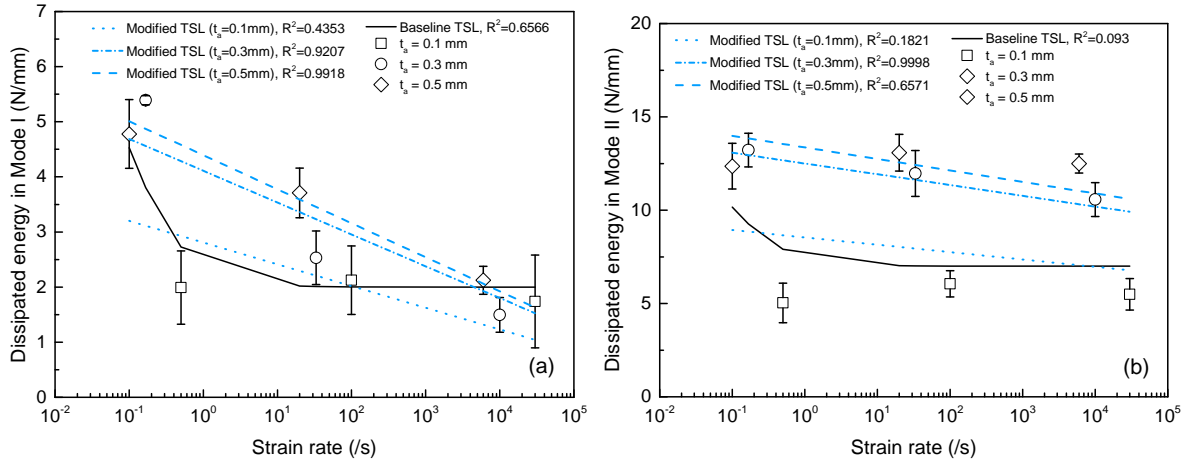 Modified TSL (tₐ=0.1mm), R²=0.4353
Modified TSL (tₐ=0.3mm), R²=0.9207
Modified TSL (tₐ=0.5mm), R²=0.9918
Baseline TSL, R²=0.6566
tₐ = 0.1 mm
tₐ = 0.3 mm
tₐ = 0.5 mm
Dissipated energy in Mode I (N/mm)
7
6
5
4
3
2
1
0
10⁻² 10⁻¹ 10⁰ 10¹ 10² 10³ 10⁴ 10⁵
Strain rate (/s)
(a)
Modified TSL (tₐ=0.1mm), R²=0.1821
Modified TSL (tₐ=0.3mm), R²=0.9998
Modified TSL (tₐ=0.5mm), R²=0.6571
Baseline TSL, R²=0.093
tₐ = 0.1 mm
tₐ = 0.3 mm
tₐ = 0.5 mm
Dissipated energy in Mode II (N/mm)
20
15
10
5
0
10⁻² 10⁻¹ 10⁰ 10¹ 10² 10³ 10⁴ 10⁵
Strain rate (/s)
(b)